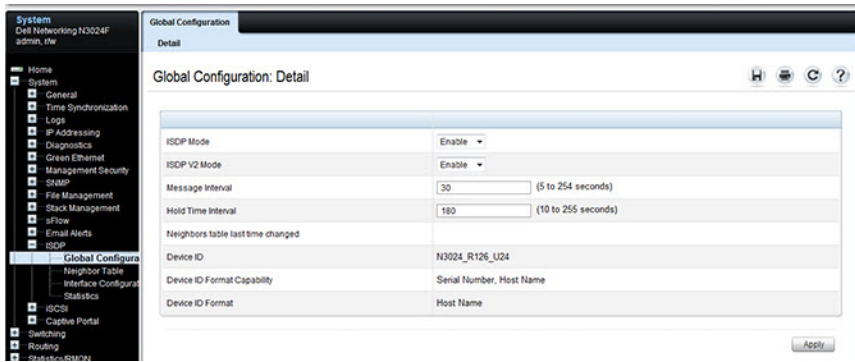 System
Dell Networking N3024F
admin, r/w
Home
System
General
Time Synchronization
Logs
IP Addressing
Diagnostics
Green Ethernet
Management Security
SNMP
File Management
Stack Management
sFlow
Email Alerts
ISDP
Global Configura
Neighbor Table
Interface Configurat
Statistics
iSCSI
Captive Portal
Switching
Routing
Statistics/RMON
Global Configuration
Detail
Global Configuration: Detail
ISDP Mode Enable
ISDP V2 Mode Enable
Message Interval 30 (5 to 254 seconds)
Hold Time Interval 180 (10 to 255 seconds)
Neighbors table last time changed
Device ID N3024_R126_U24
Device ID Format Capability Serial Number, Host Name
Device ID Format Host Name
Apply